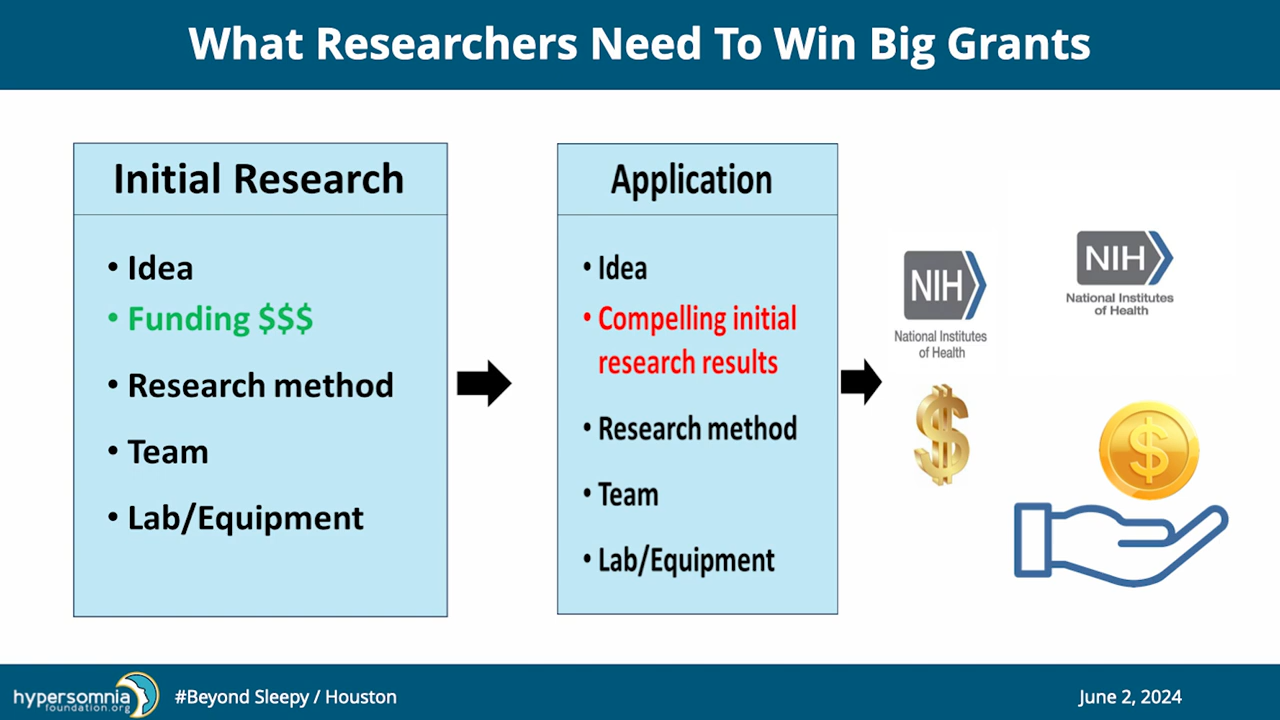 What Researchers Need To Win Big Grants
Initial Research
• Idea
• Funding $$$
• Research method
• Team
• Lab/Equipment
Application
• Idea
• Compelling initial
research results
• Research method
• Team
• Lab/Equipment
NIH
National Institutes
of Health
$
NIH
National Institutes
of Health
$
hypersomnia
foundation.org
#Beyond Sleepy / Houston
June 2, 2024